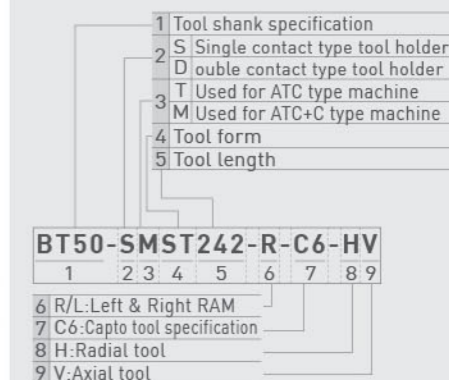 1 Tool shank specification
2 S Single contact type tool holder
D ouble contact type tool holder
3 T Used for ATC type machine
M Used for ATC+C type machine
4 Tool form
5 Tool length
BT50-SMST242-R-C6-HV
1 2 3 4 5 6 7 8 9
6 R/L:Left & Right RAM
7 C6:Capto tool specification
8 H:Radial tool
9 V:Axial tool